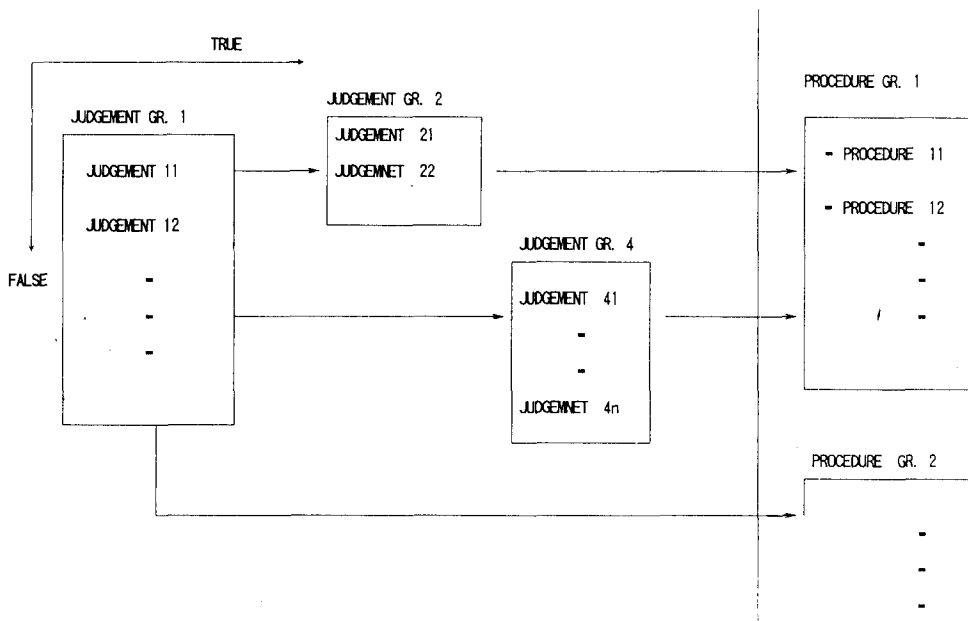 TRUE
FALSE
JUDGEMENT GR. 1
JUDGEMENT 11
JUDGEMENT 12
-
-
-
JUDGEMENT GR. 2
JUDGEMENT 21
JUDGEMNET 22
JUDGEMENT GR. 4
JUDGEMENT 41
-
-
JUDGEMNET 4n
PROCEDURE GR. 1
- PROCEDURE 11
- PROCEDURE 12
-
-
-
PROCEDURE GR. 2
-
-
-